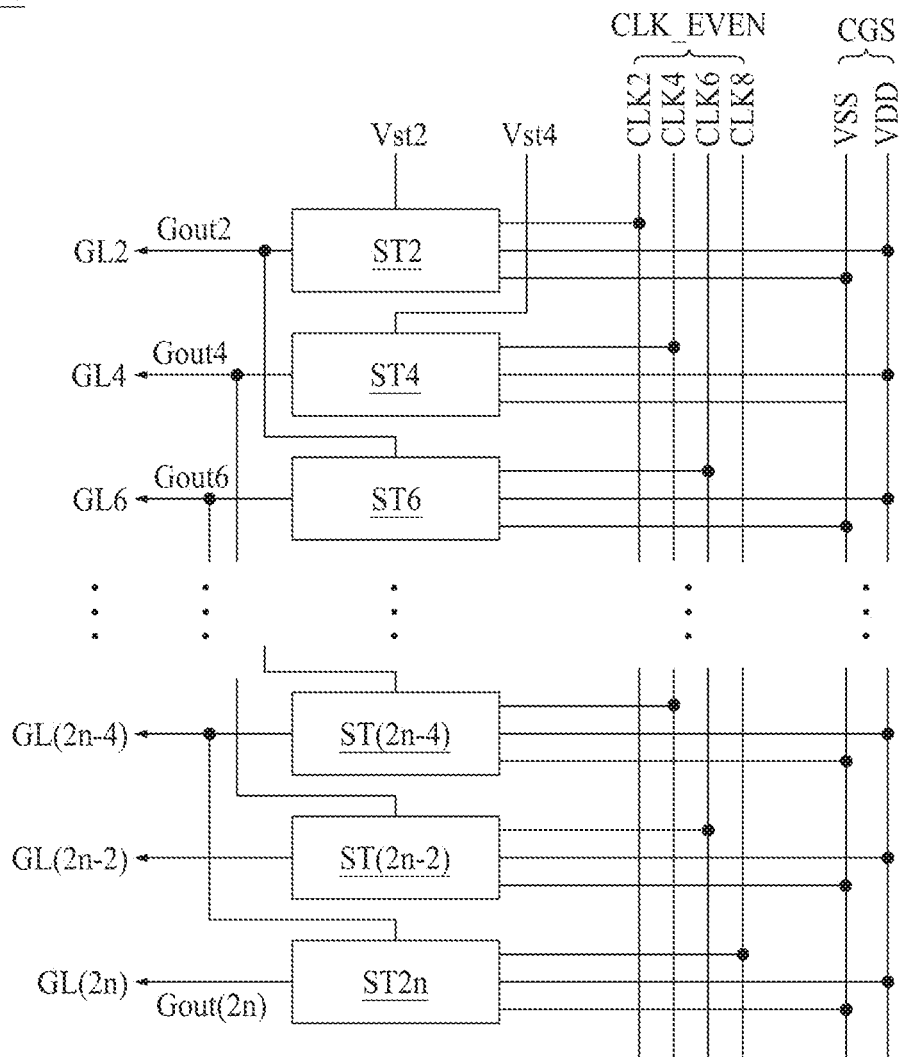 CLK_EVEN CGS
CLK2 CLK4 CLK6 CLK8 VSS VDD
Vst2 Vst4
GL2 Gout2 ST2
GL4 Gout4 ST4
GL6 Gout6 ST6
GL(2n-4) ST(2n-4)
GL(2n-2) ST(2n-2)
GL(2n) Gout(2n) ST2n